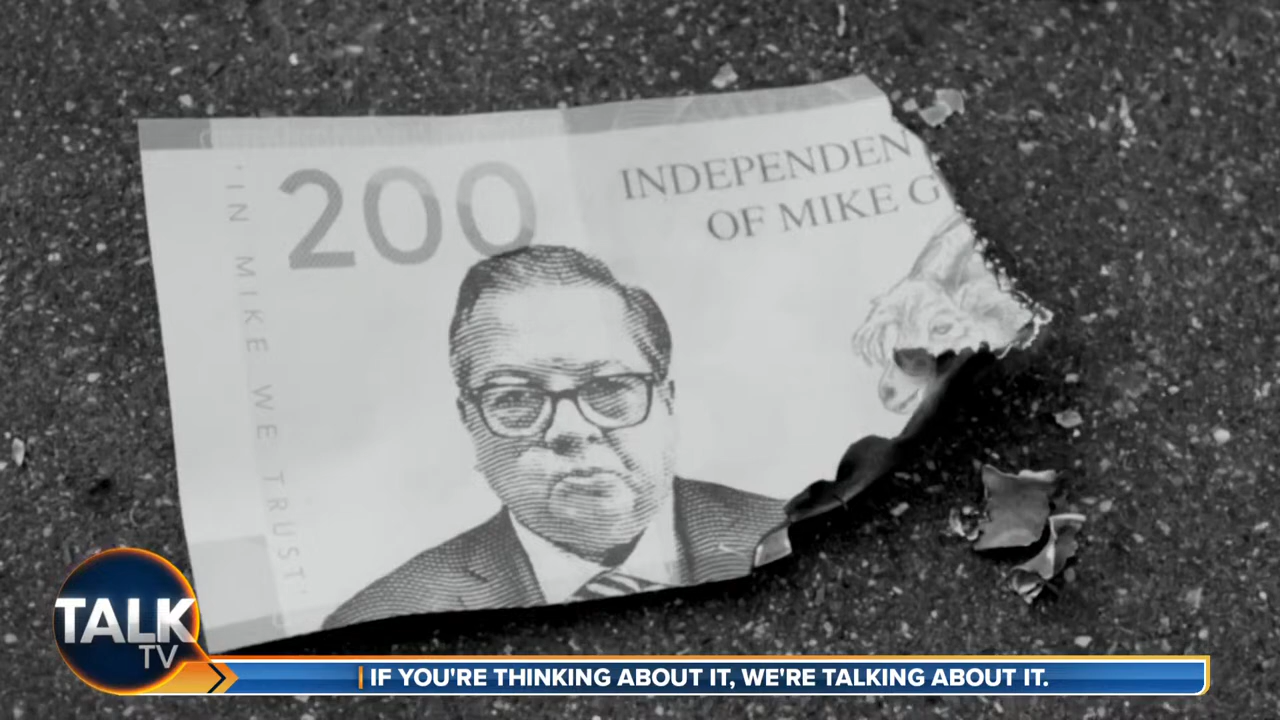 200
INDEPENDEN
OF MIKE G
'IN MIKE WE TRUST'
TALK
TV
IF YOU'RE THINKING ABOUT IT, WE'RE TALKING ABOUT IT.